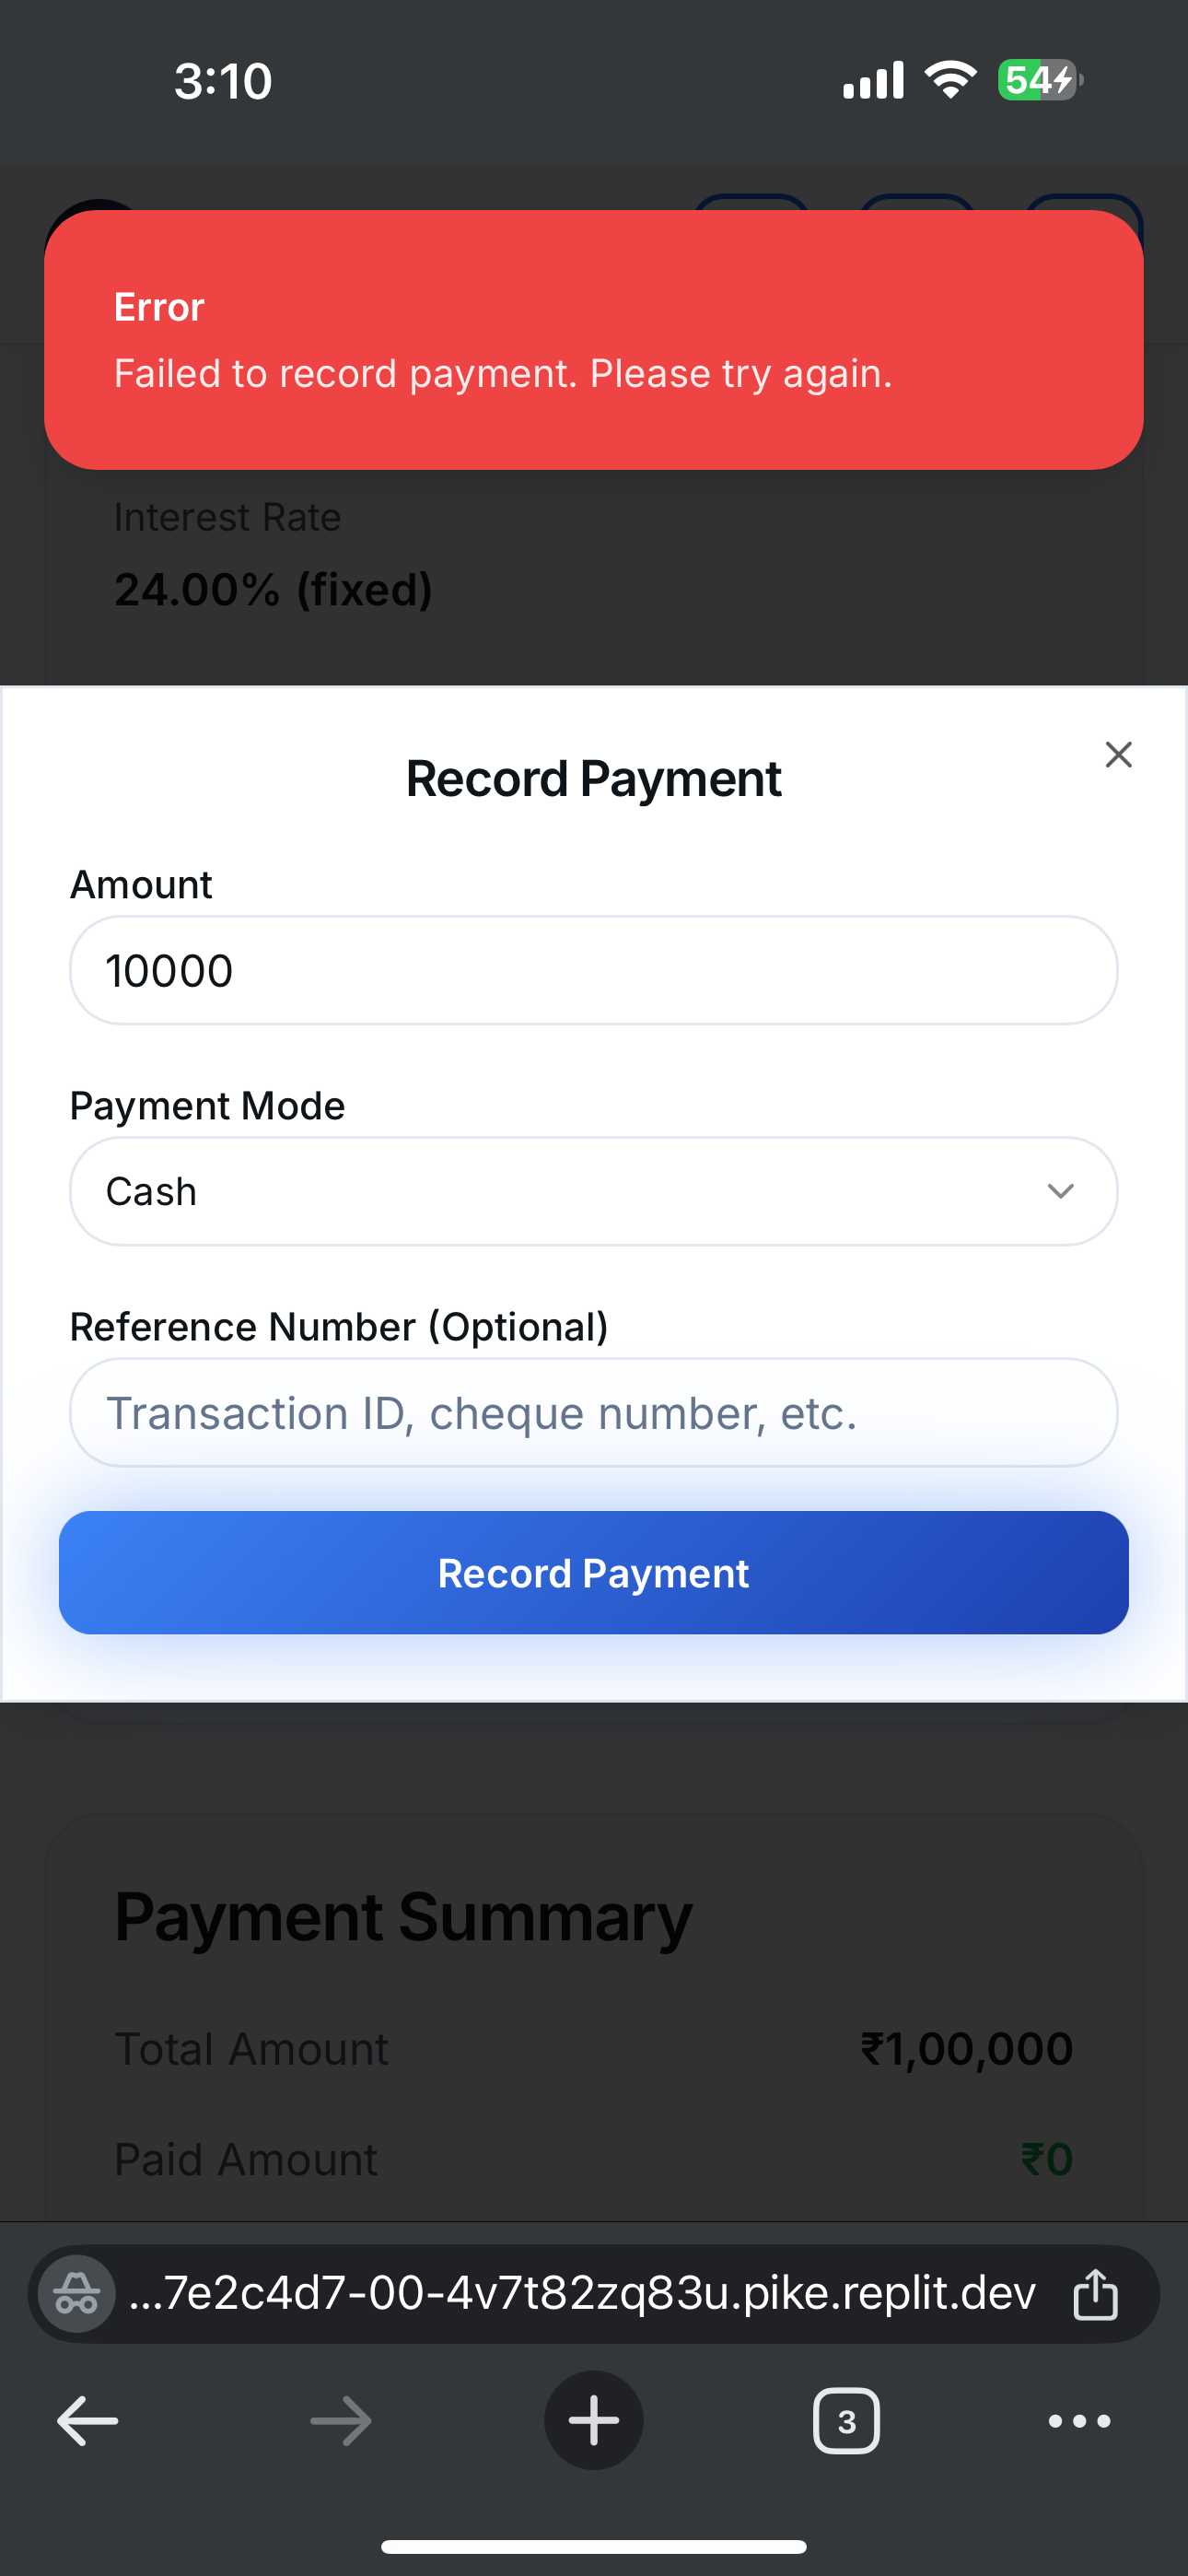 3:10
54
Error
Failed to record payment. Please try again.
Interest Rate
24.00% (fixed)
Record Payment
Amount
10000
Payment Mode
Cash
Reference Number (Optional)
Transaction ID, cheque number, etc.
Record Payment
Payment Summary
Total Amount ₹1,00,000
Paid Amount ₹0
...7e2c4d7-00-4v7t82zq83u.pike.replit.dev
3